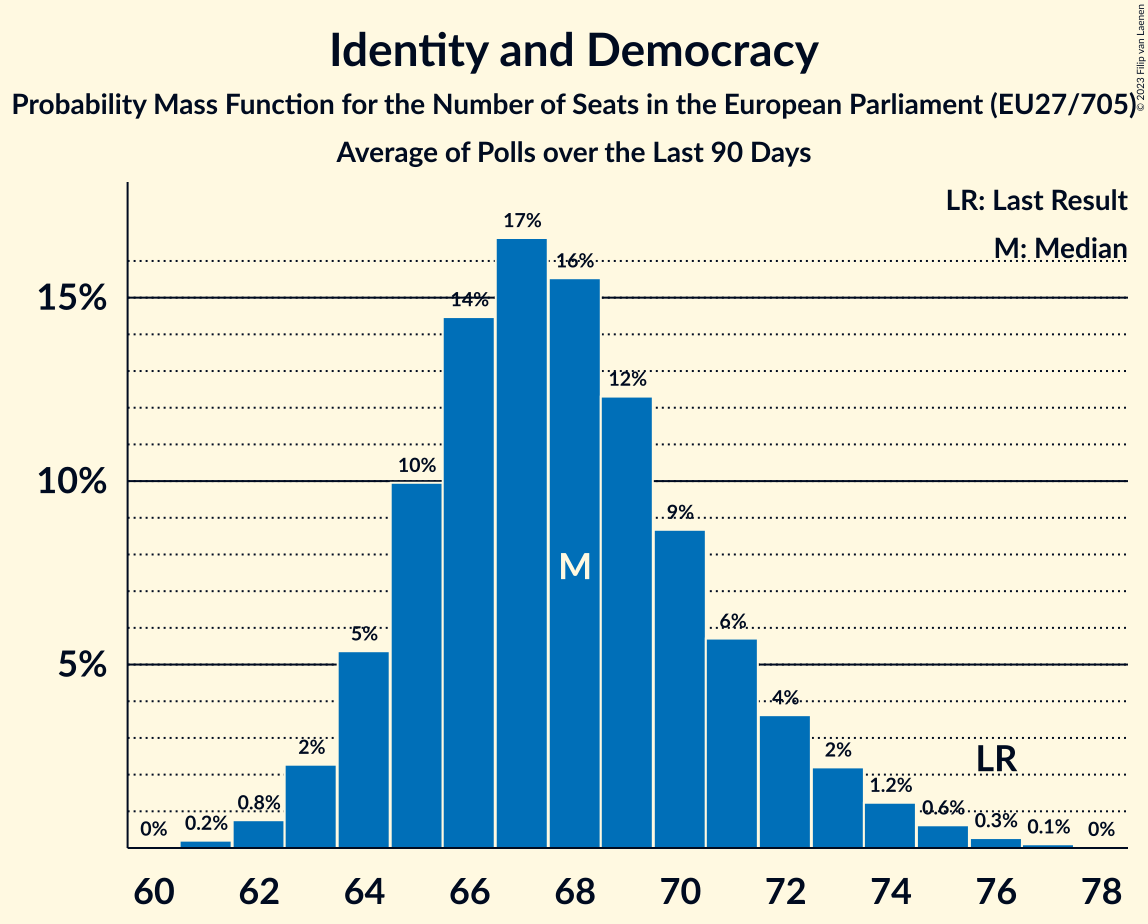 Identity and Democracy
Probability Mass Function for the Number of Seats in the European Parliament (EU27/705)
Average of Polls over the Last 90 Days
© 2023 Filip van Laenen
LR: Last Result
M: Median
15%
10%
5%
0%
0.2%
0.8%
2%
5%
10%
14%
17%
16%
12%
9%
6%
4%
2%
1.2%
0.6%
0.3%
0.1%
0%
M
LR
60 62 64 66 68 70 72 74 76 78